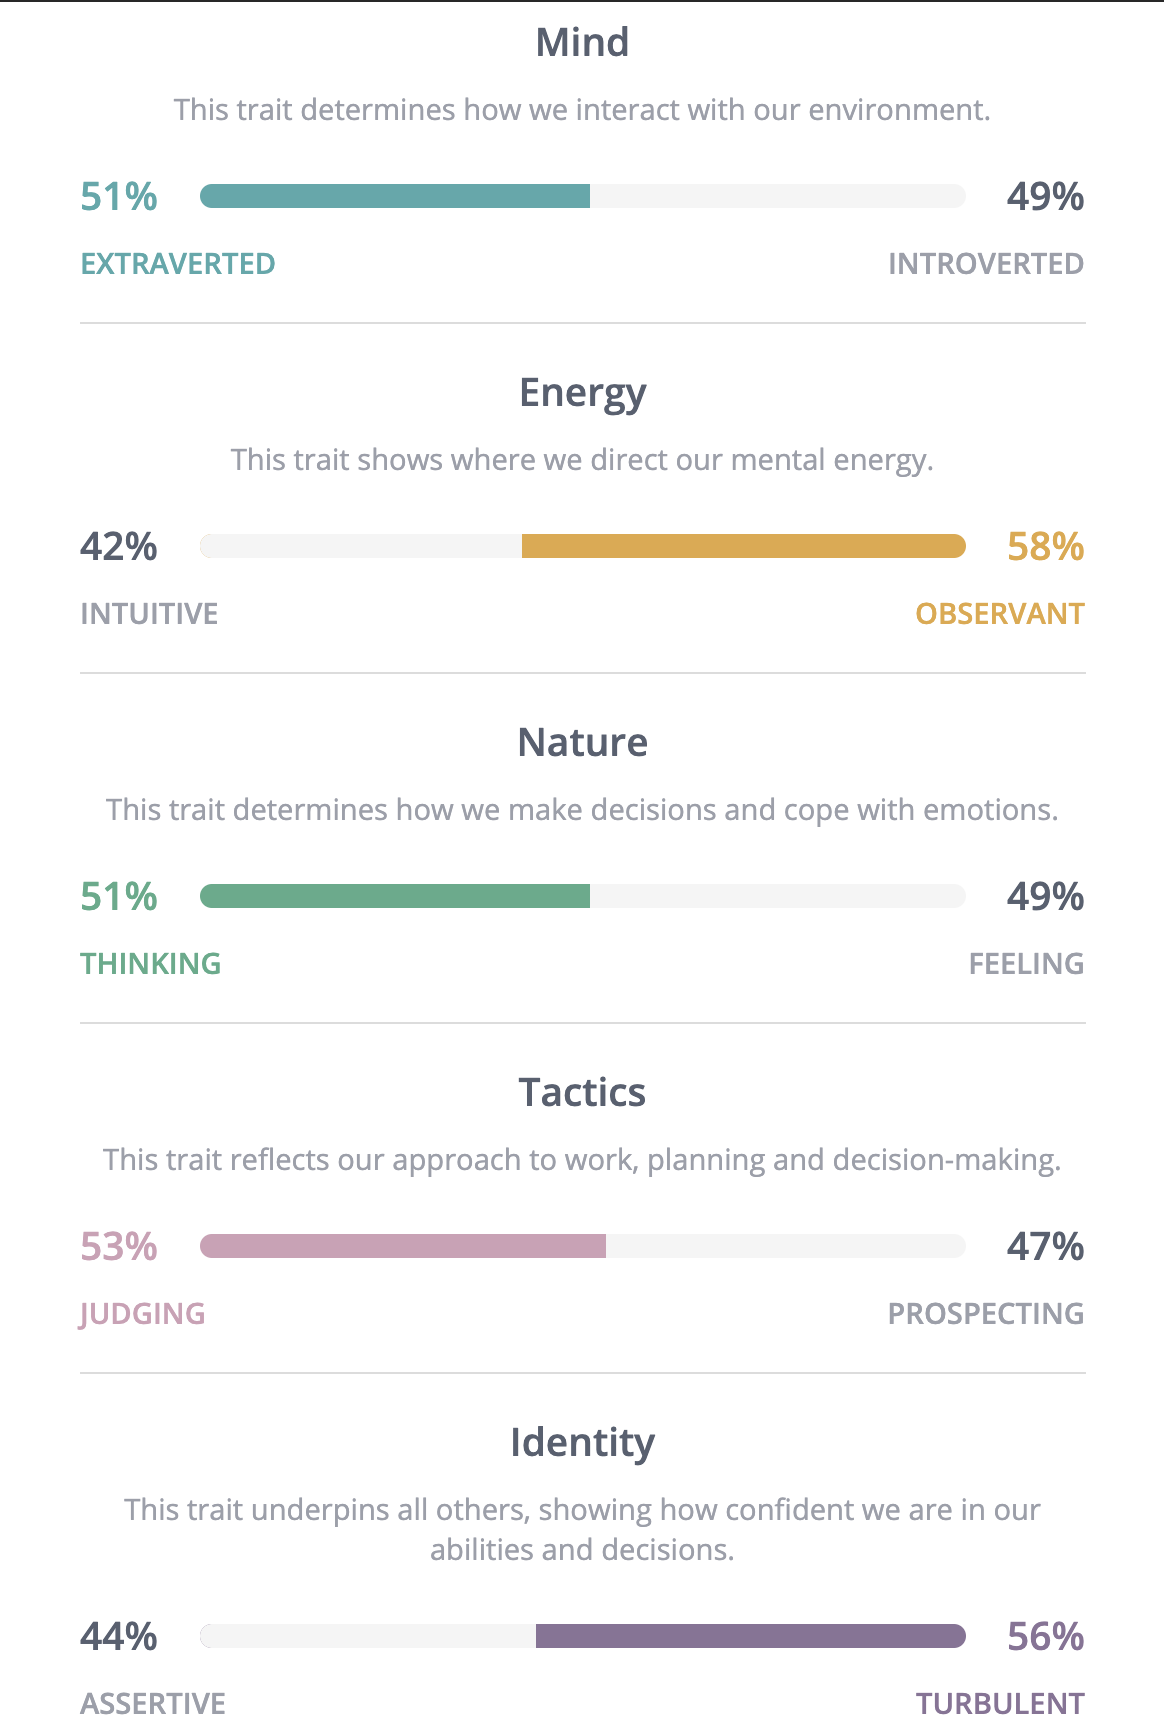 Mind
This trait determines how we interact with our environment.
51% 49%
EXTRAVERTED INTROVERTED
Energy
This trait shows where we direct our mental energy.
42% 58%
INTUITIVE OBSERVANT
Nature
This trait determines how we make decisions and cope with emotions.
51% 49%
THINKING FEELING
Tactics
This trait reflects our approach to work, planning and decision-making.
53% 47%
JUDGING PROSPECTING
Identity
This trait underpins all others, showing how confident we are in our
abilities and decisions.
44% 56%
ASSERTIVE TURBULENT